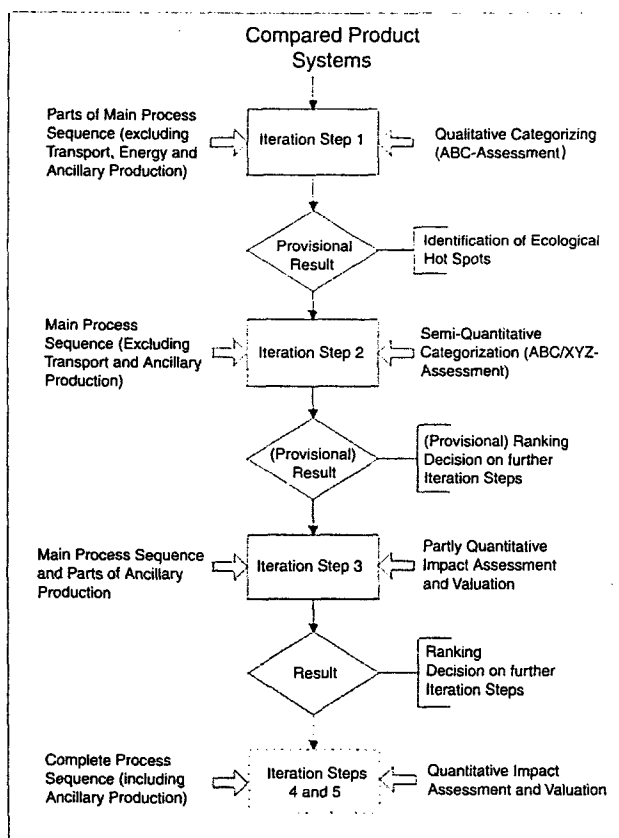 Compared Product
Systems
Parts of Main Process
Sequence (excluding
Transport, Energy and
Ancillary Production)
Iteration Step 1
Qualitative Categorizing
(ABC-Assessment)
Provisional
Result
Identification of Ecological
Hot Spots
Main Process
Sequence (Excluding
Transport and Ancillary
Production)
Iteration Step 2
Semi-Quantitative
Categorization (ABC/XYZ-
Assessment)
(Provisional)
Result
(Provisional) Ranking
Decision on further
Iteration Steps
Main Process Sequence
and Parts of Ancillary
Production
Iteration Step 3
Partly Quantitative
Impact Assessment
and Valuation
Result
Ranking
Decision on further
Iteration Steps
Complete Process
Sequence (including
Ancillary Production)
Iteration Steps
4 and 5
Quantitative Impact
Assessment and Valuation